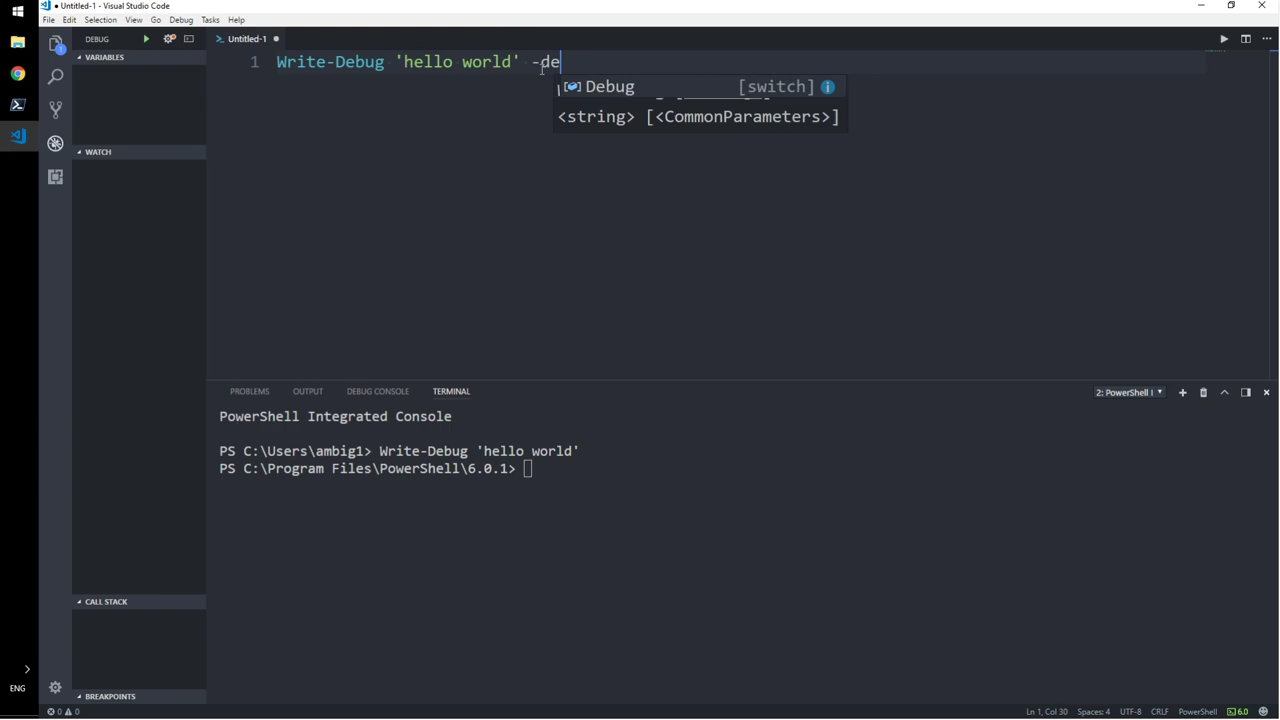 ● Untitled-1 - Visual Studio Code
File Edit Selection View Go Debug Tasks Help
DEBUG
Untitled-1 ●
1
VARIABLES
1 Write-Debug 'hello world' -de
Debug [switch]
<string> [<CommonParameters>]
WATCH
PROBLEMS OUTPUT DEBUG CONSOLE TERMINAL
2: PowerShell I
PowerShell Integrated Console
PS C:\Users\ambig1> Write-Debug 'hello world'
PS C:\Program Files\PowerShell\6.0.1>
CALL STACK
BREAKPOINTS
ENG
0 0
Ln 1, Col 30 Spaces: 4 UTF-8 CRLF PowerShell 6.0